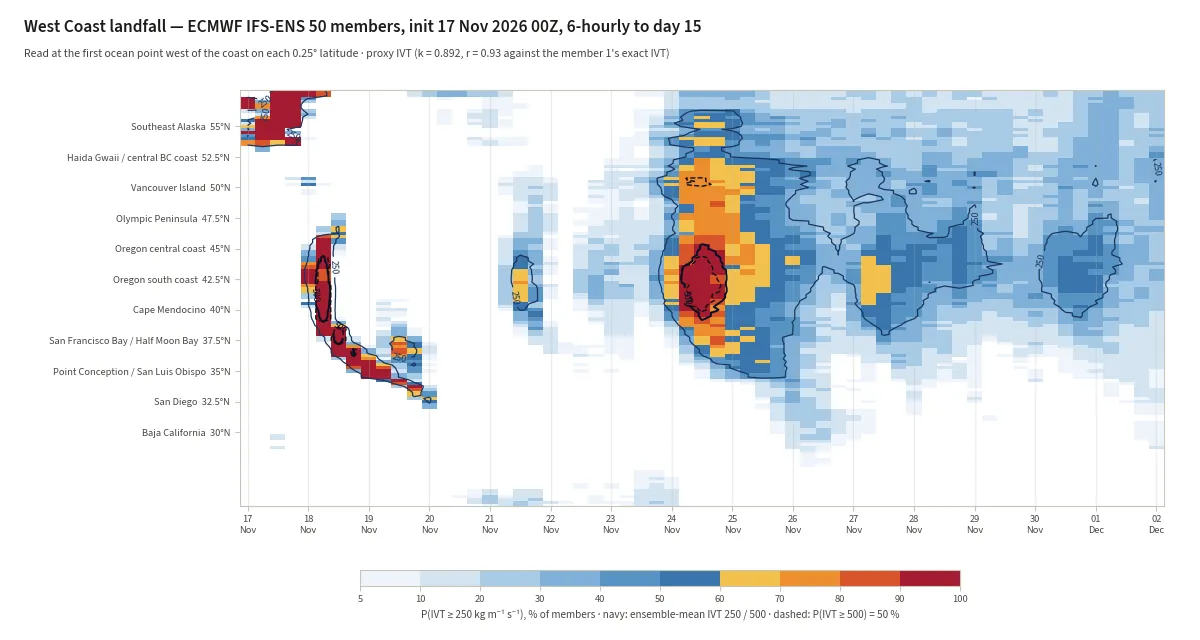 West Coast landfall — ECMWF IFS-ENS 50 members, init 17 Nov 2026 00Z, 6-hourly to day 15
Read at the first ocean point west of the coast on each 0.25° latitude · proxy IVT (k = 0.892, r = 0.93 against the member 1's exact IVT)
Southeast Alaska 55°N
Haida Gwaii / central BC coast 52.5°N
Vancouver Island 50°N
Olympic Peninsula 47.5°N
Oregon central coast 45°N
Oregon south coast 42.5°N
Cape Mendocino 40°N
San Francisco Bay / Half Moon Bay 37.5°N
Point Conception / San Luis Obispo 35°N
San Diego 32.5°N
Baja California 30°N
250
250
250
250
250
250
17 18 19 20 21 22 23 24 25 26 27 28 29 30 01 02
Nov Nov Nov Nov Nov Nov Nov Nov Nov Nov Nov Nov Nov Nov Dec Dec
5 10 20 30 40 50 60 70 80 90 100
P(IVT ≥ 250 kg m⁻¹ s⁻¹), % of members · navy: ensemble-mean IVT 250 / 500 · dashed: P(IVT ≥ 500) = 50 %